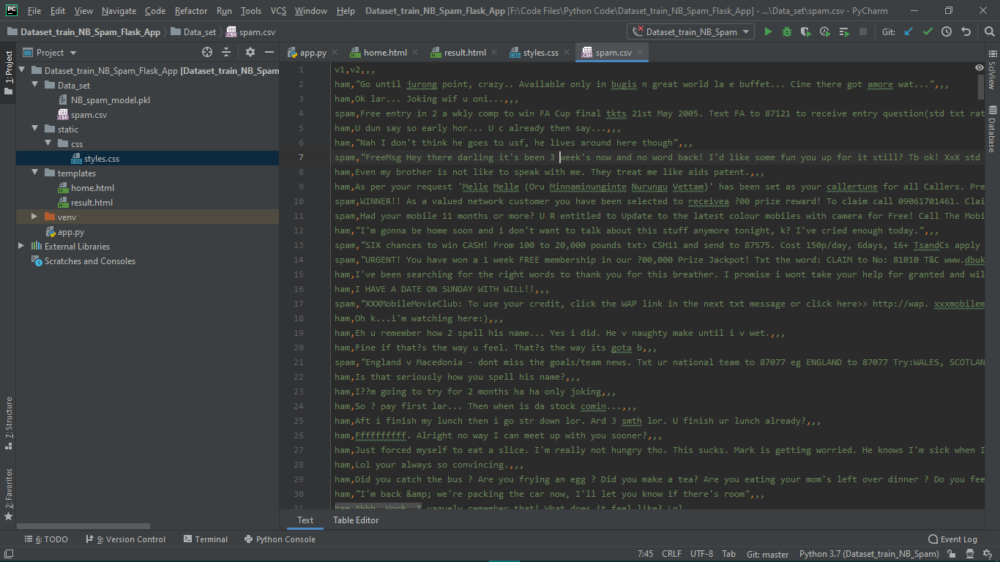 PC File Edit View Navigate Code Refactor Run Tools VCS Window Help Dataset_train_NB_Spam_Flask_App [F:\Code Files\Python Code\Dataset_train_NB_Spam_Flask_App] - ...\Data_set\spam.csv - PyCharm
Dataset_train_NB_Spam_Flask_App Data_set spam.csv Dataset_train_NB_Spam Git:
1: Project
Project
app.py home.html result.html styles.css spam.csv
Dataset_train_NB_Spam_Flask_App [Dataset_train_NB_Spam
Data_set
NB_spam_model.pkl
spam.csv
static
css
styles.css
templates
home.html
result.html
venv
app.py
External Libraries
Scratches and Consoles
1 v1,v2,,,
2 ham,"Go until jurong point, crazy.. Available only in bugis n great world la e buffet... Cine there got amore wat...",,,
3 ham,Ok lar... Joking wif u oni...,,,
4 spam,Free entry in 2 a wkly comp to win FA Cup final tkts 21st May 2005. Text FA to 87121 to receive entry question(std txt rat
5 ham,U dun say so early hor... U c already then say...,,,
6 ham,"Nah I don't think he goes to usf, he lives around here though",,,
7 spam,"FreeMsg Hey there darling it's been 3 week's now and no word back! I'd like some fun you up for it still? Tb ok! XxX std
8 ham,Even my brother is not like to speak with me. They treat me like aids patent.,,,
9 ham,As per your request 'Melle Melle (Oru Minnaminunginte Nurungu Vettam)' has been set as your callertune for all Callers. Pre
10 spam,WINNER!! As a valued network customer you have been selected to receivea ?00 prize reward! To claim call 09061701461. Clai
11 spam,Had your mobile 11 months or more? U R entitled to Update to the latest colour mobiles with camera for Free! Call The Mobi
12 ham,"I'm gonna be home soon and i don't want to talk about this stuff anymore tonight, k? I've cried enough today.",,,
13 spam,"SIX chances to win CASH! From 100 to 20,000 pounds txt> CSH11 and send to 87575. Cost 150p/day, 6days, 16+ TsandCs apply
14 spam,"URGENT! You have won a 1 week FREE membership in our ?00,000 Prize Jackpot! Txt the word: CLAIM to No: 81010 T&C www.dbuk
15 ham,I've been searching for the right words to thank you for this breather. I promise i wont take your help for granted and wil
16 ham,I HAVE A DATE ON SUNDAY WITH WILL!!,,,
17 spam,"XXXMobileMovieClub: To use your credit, click the WAP link in the next txt message or click here>> http://wap. xxxmobilem
18 ham,Oh k...i'm watching here:),,,
19 ham,Eh u remember how 2 spell his name... Yes i did. He v naughty make until i v wet.,,,
20 ham,Fine if that?s the way u feel. That?s the way its gota b,,,
21 spam,"England v Macedonia - dont miss the goals/team news. Txt ur national team to 87077 eg ENGLAND to 87077 Try:WALES, SCOTLAN
22 ham,Is that seriously how you spell his name?,,,
23 ham,I??m going to try for 2 months ha ha only joking,,,
24 ham,So ? pay first lar... Then when is da stock comin...,,,
25 ham,Aft i finish my lunch then i go str down lor. Ard 3 smth lor. U finish ur lunch already?,,,
26 ham,Ffffffffff. Alright no way I can meet up with you sooner?,,,
27 ham,Just forced myself to eat a slice. I'm really not hungry tho. This sucks. Mark is getting worried. He knows I'm sick when I
28 ham,Lol your always so convincing.,,,
29 ham,Did you catch the bus ? Are you frying an egg ? Did you make a tea? Are you eating your mom's left over dinner ? Do you fee
30 ham,"I'm back &amp; we're packing the car now, I'll let you know if there's room",,,
31 ham,Ahhh. Work. I vaguely remember that! What does it feel like? Lol
SciView
Database
7: Structure
2: Favorites
Text Table Editor
6: TODO 9: Version Control Terminal Python Console Event Log
7:45 CRLF UTF-8 Tab Git: master Python 3.7 (Dataset_train_NB_Spam)